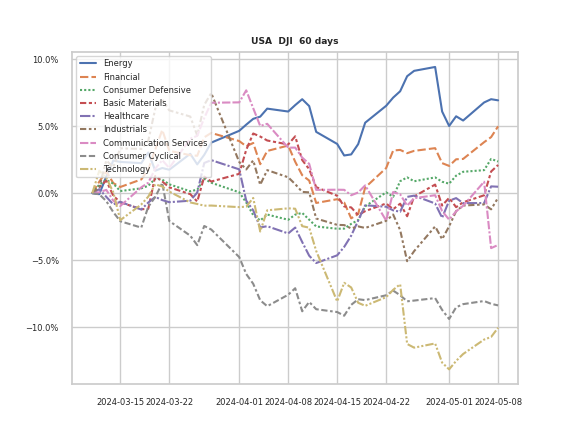 USA DJI 60 days
10.0%
5.0%
0.0%
−5.0%
−10.0%
Energy
Financial
Consumer Defensive
Basic Materials
Healthcare
Industrials
Communication Services
Consumer Cyclical
Technology
2024-03-15 2024-03-22 2024-04-01 2024-04-08 2024-04-15 2024-04-22 2024-05-01 2024-05-08